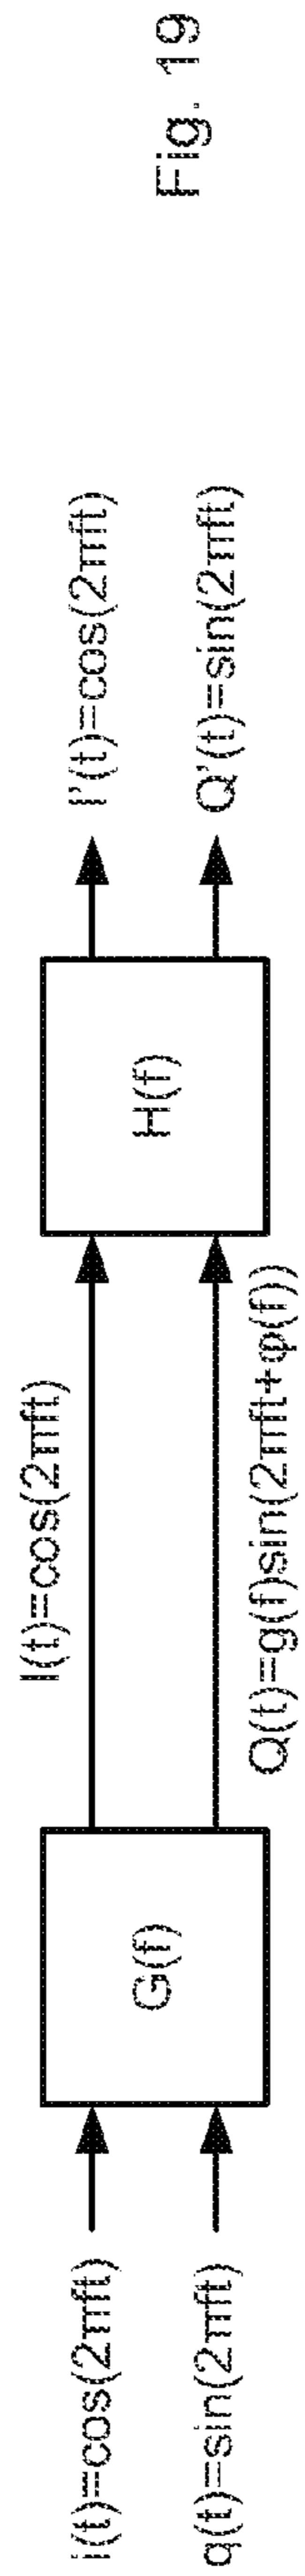 i(t)=cos(2πft)
q(t)=sin(2πft)
G(f)
I(t)=cos(2πft)
Q(t)=g(f)sin(2πft+φ(f))
H(f)
I'(t)=cos(2πft)
Q'(t)=sin(2πft)
Fig. 19